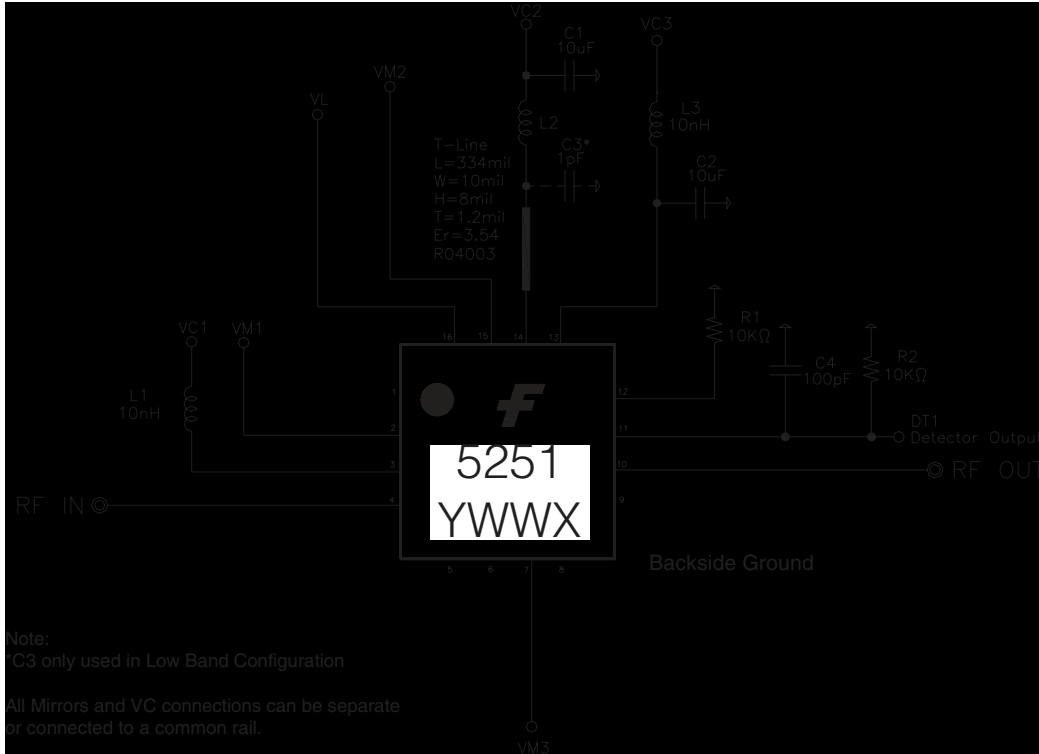 VC2
C1
10uF
VC3
VM2
VL
L2
L3
10nH
T-Line
L=334mil
W=10mil
H=8mil
T=1.2mil
Er=3.54
RO4003
C3*
1pF
C2
10uF
VC1
VM1
R1
10KΩ
16
15
14
13
L1
10nH
C4
100pF
R2
10KΩ
1
12
2
11
DT1
Detector Output
5251
3
10
RF OUT
RF IN
4
YWWX
9
5
6
7
8
Backside Ground
Note:
*C3 only used in Low Band Configuration
All Mirrors and VC connections can be separate
or connected to a common rail.
VM3